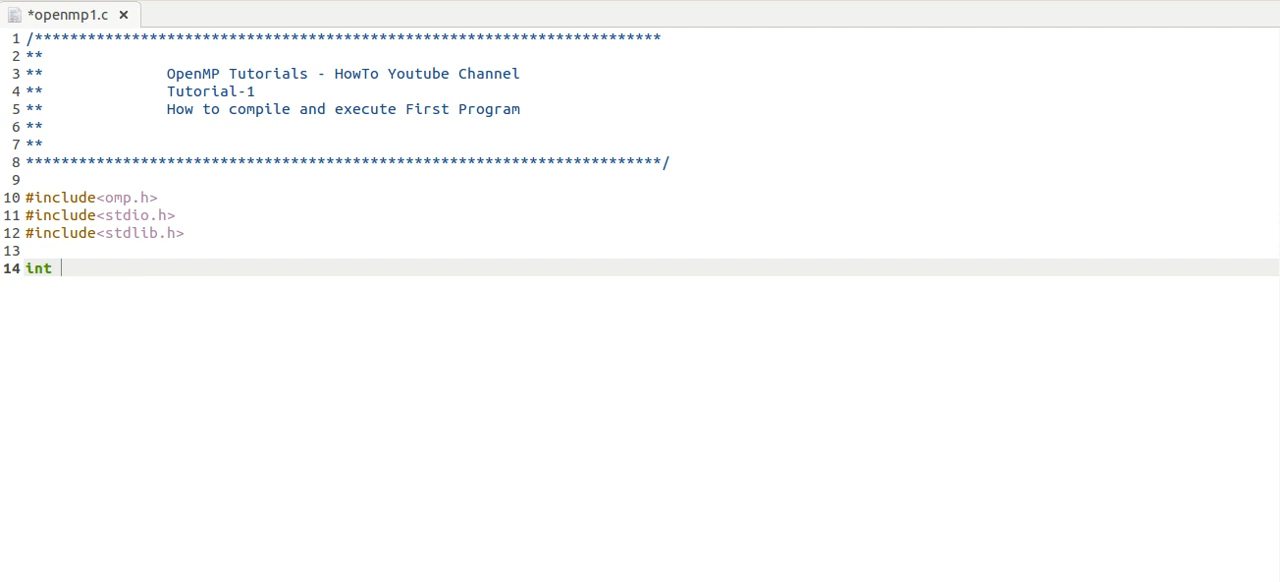 *openmp1.c ×
1 /***********************************************************************
2 **
3 ** OpenMP Tutorials - HowTo Youtube Channel
4 ** Tutorial-1
5 ** How to compile and execute First Program
6 **
7 **
8 ************************************************************************/
9
10 #include<omp.h>
11 #include<stdio.h>
12 #include<stdlib.h>
13
14 int